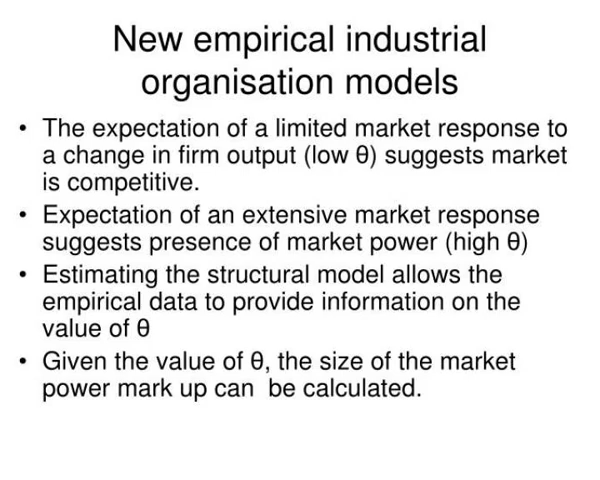 New empirical industrial
organisation models
• The expectation of a limited market response to
a change in firm output (low θ) suggests market
is competitive.
• Expectation of an extensive market response
suggests presence of market power (high θ)
• Estimating the structural model allows the
empirical data to provide information on the
value of θ
• Given the value of θ, the size of the market
power mark up can  be calculated.